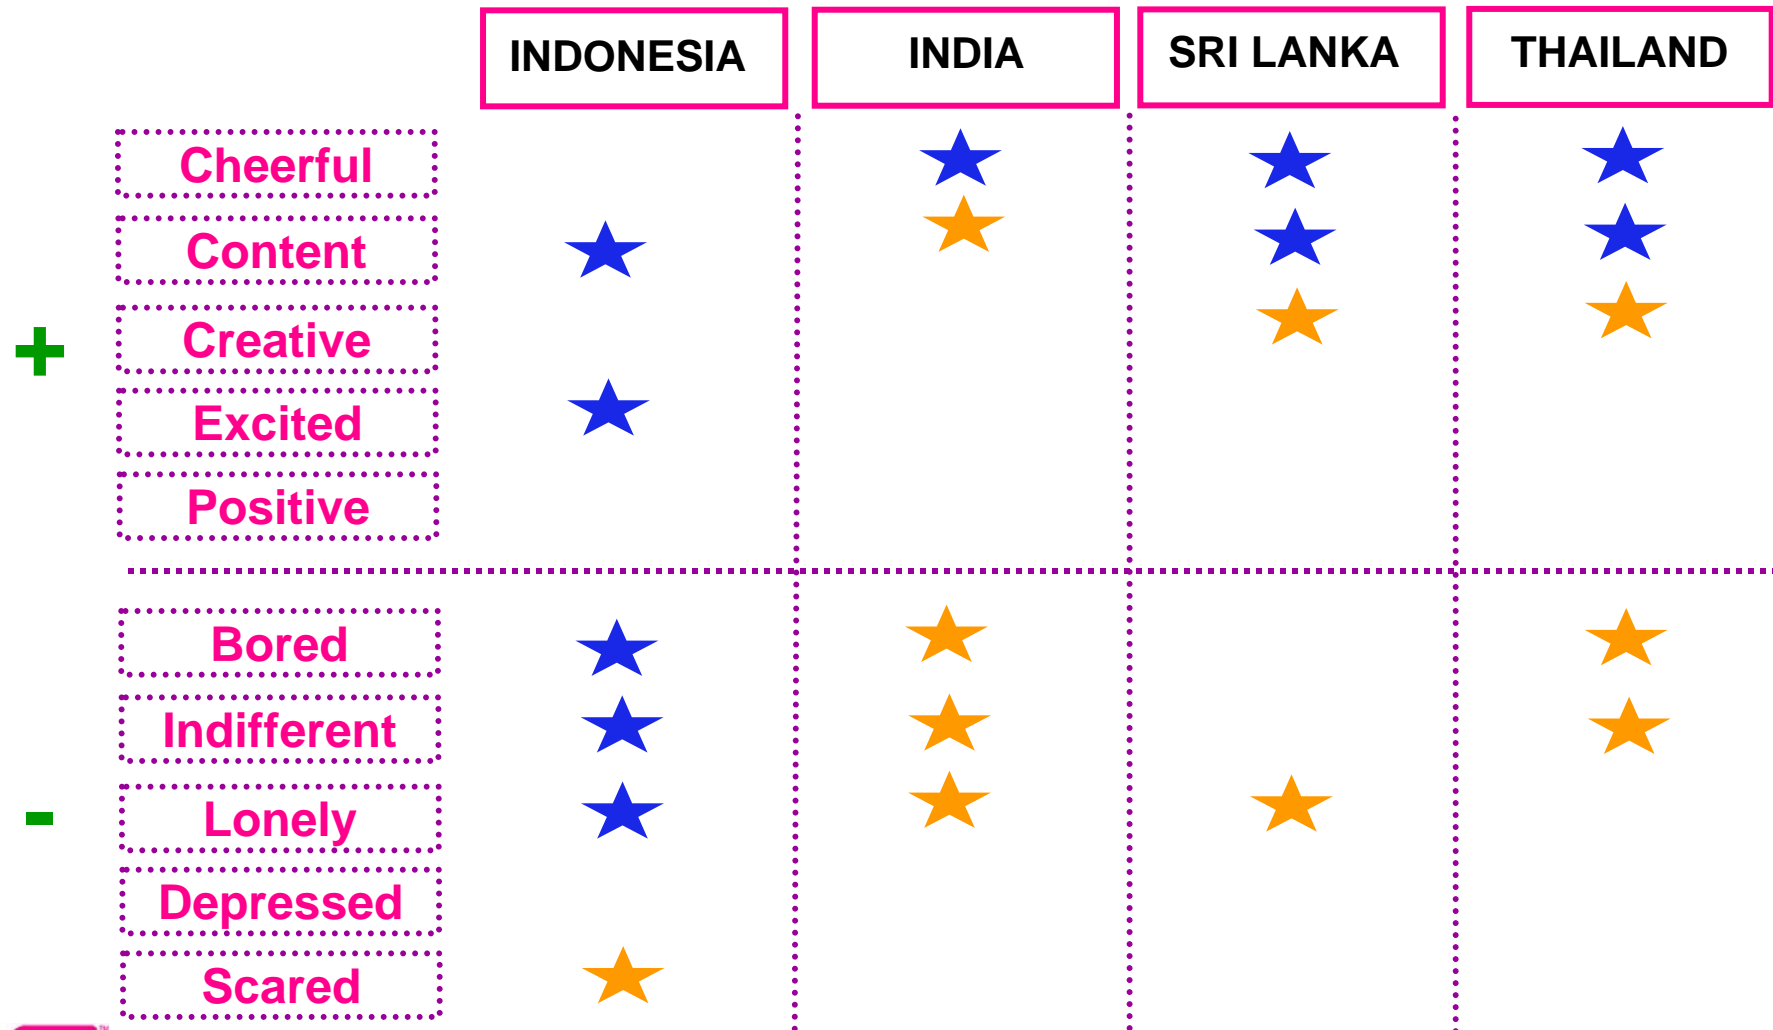 INDONESIA INDIA SRI LANKA THAILAND
Cheerful
Content
+
Creative
Excited
Positive
Bored
Indifferent
-
Lonely
Depressed
Scared